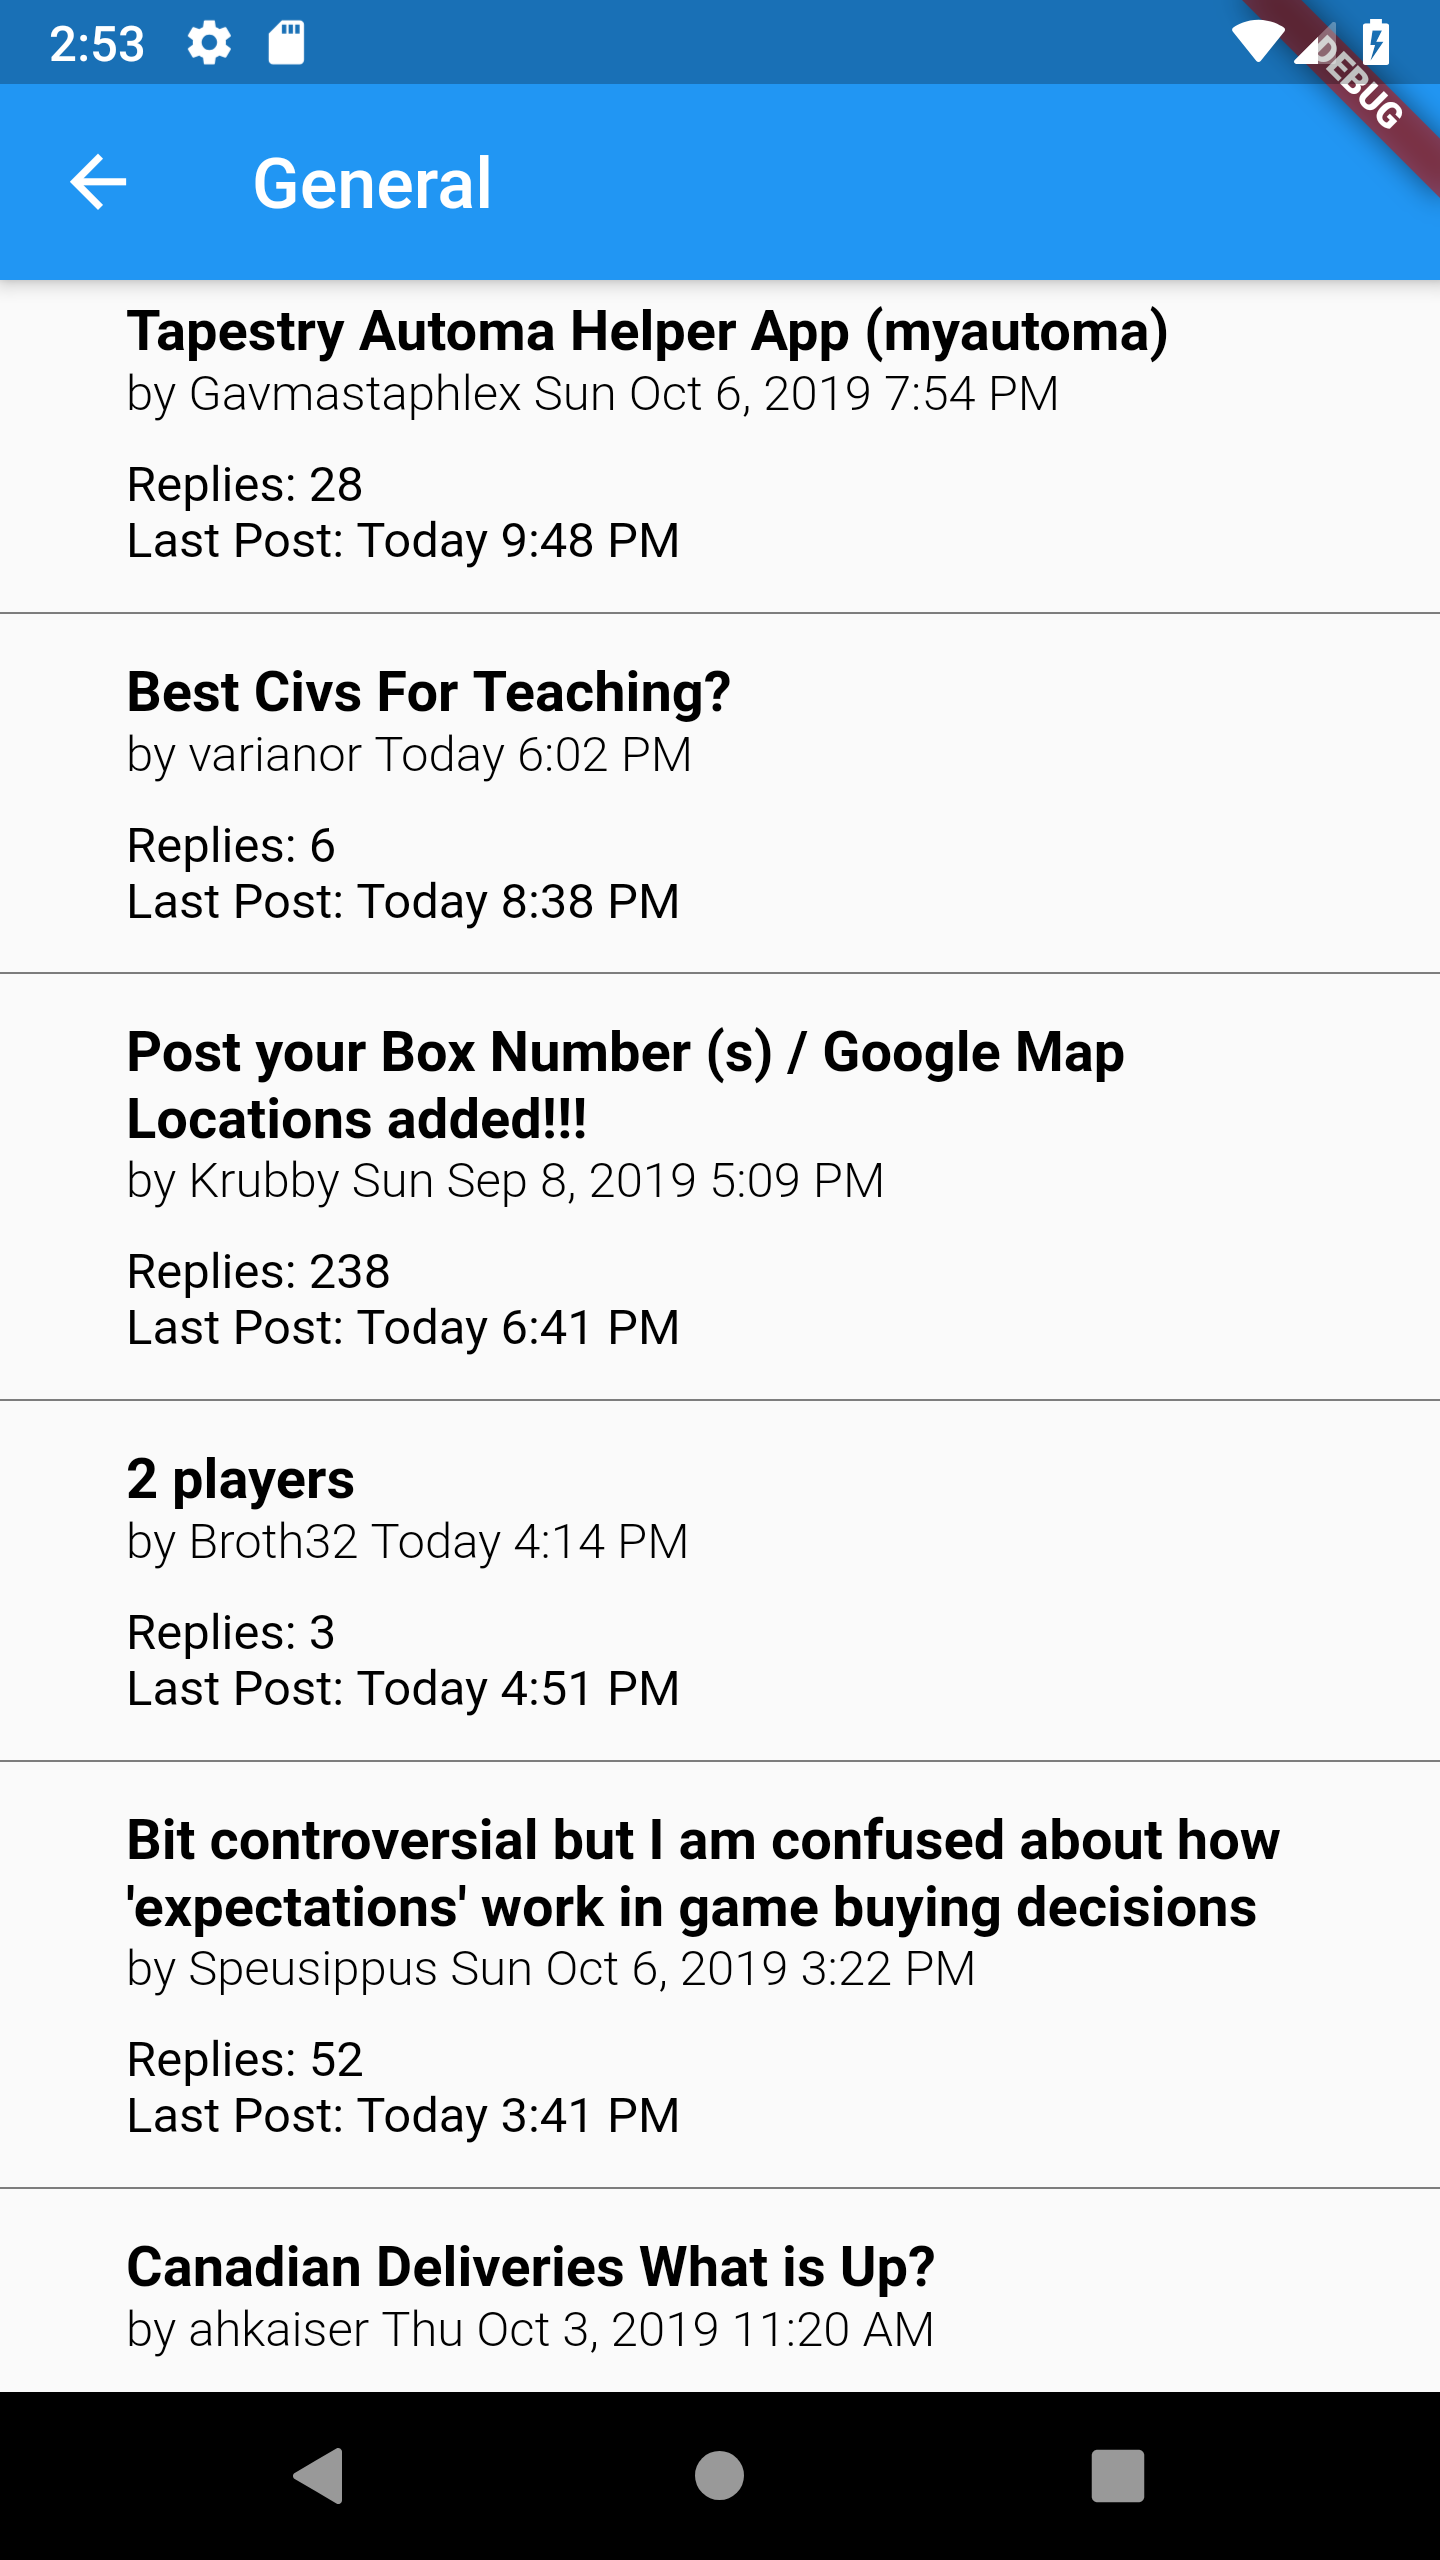 2:53
DEBUG
General
Tapestry Automa Helper App (myautoma)
by Gavmastaphlex Sun Oct 6, 2019 7:54 PM
Replies: 28
Last Post: Today 9:48 PM
Best Civs For Teaching?
by varianor Today 6:02 PM
Replies: 6
Last Post: Today 8:38 PM
Post your Box Number (s) / Google Map
Locations added!!!
by Krubby Sun Sep 8, 2019 5:09 PM
Replies: 238
Last Post: Today 6:41 PM
2 players
by Broth32 Today 4:14 PM
Replies: 3
Last Post: Today 4:51 PM
Bit controversial but I am confused about how
'expectations' work in game buying decisions
by Speusippus Sun Oct 6, 2019 3:22 PM
Replies: 52
Last Post: Today 3:41 PM
Canadian Deliveries What is Up?
by ahkaiser Thu Oct 3, 2019 11:20 AM